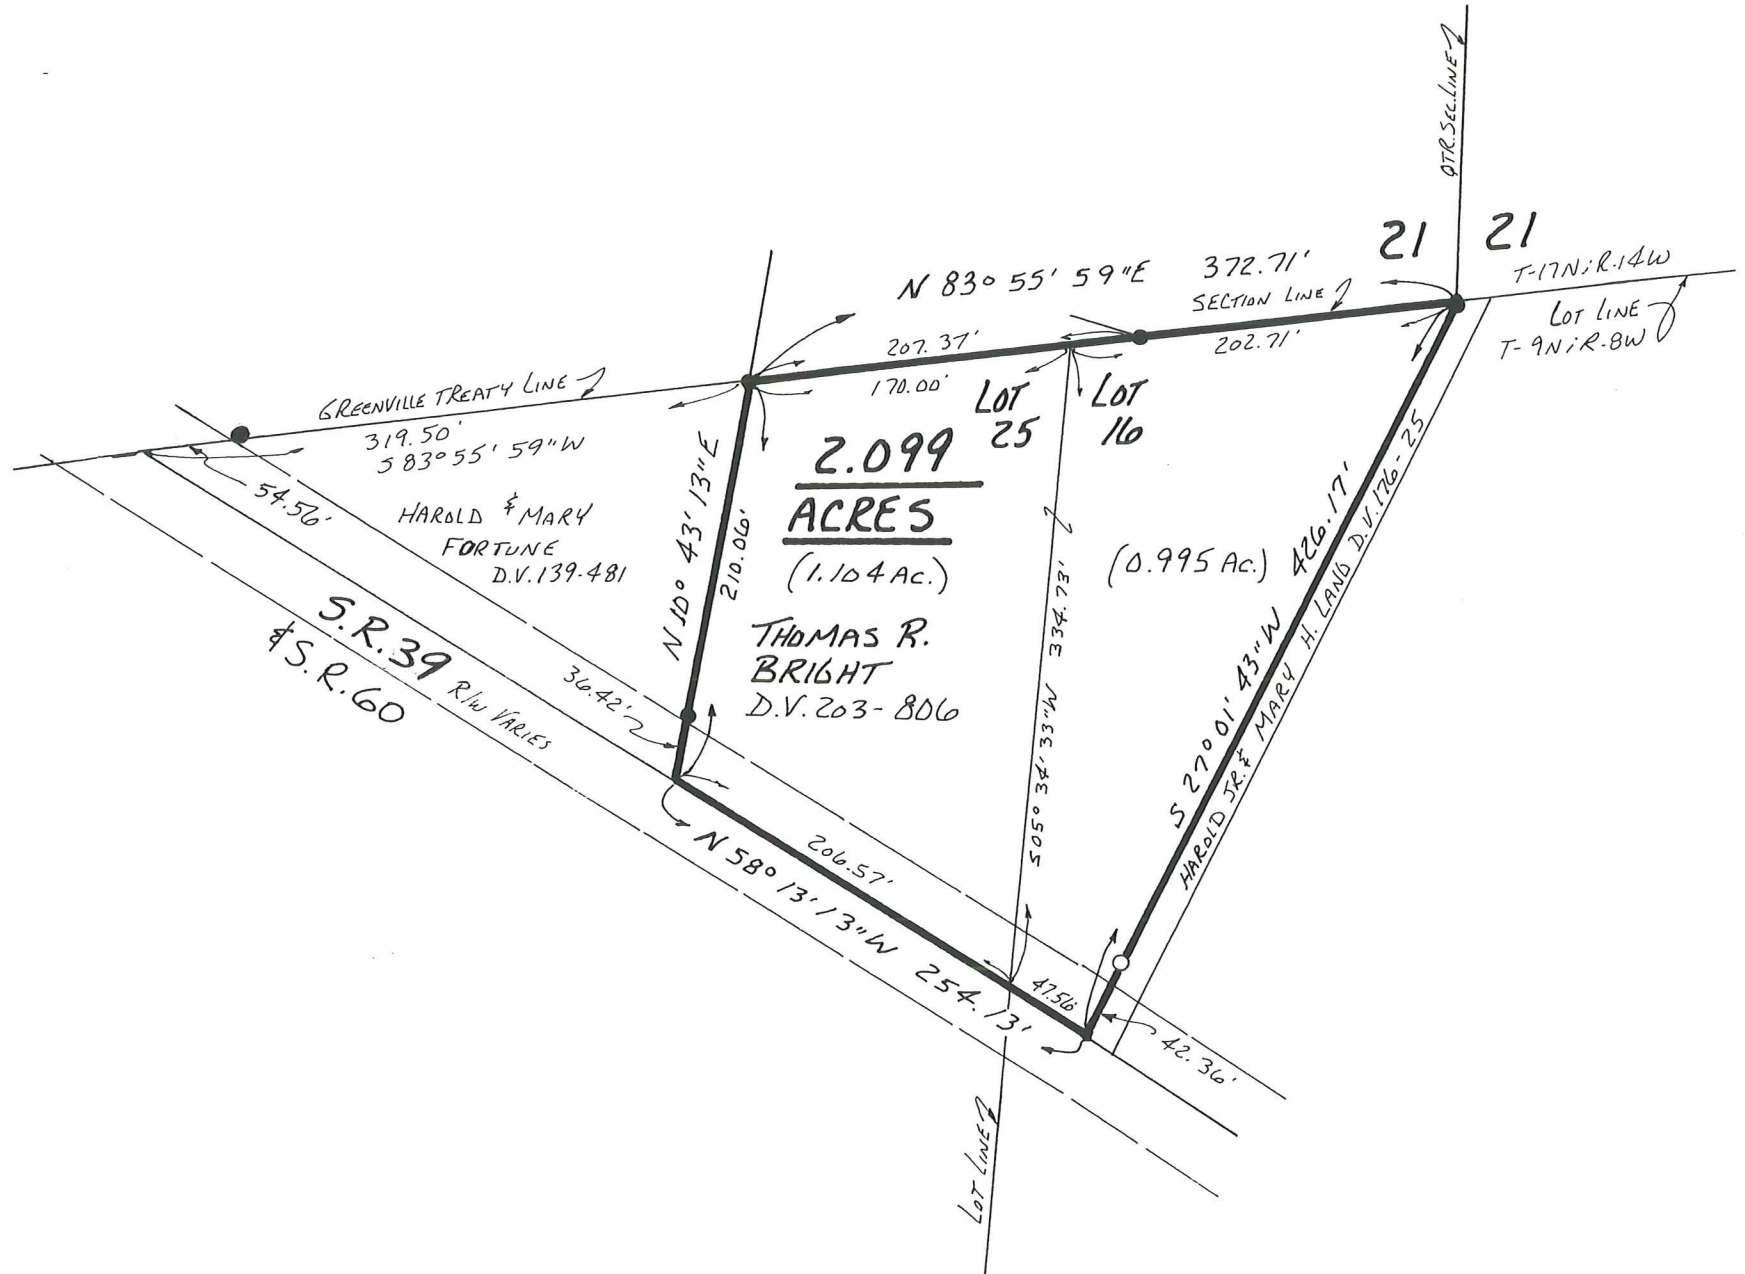 QTR. SEC. LINE
21
21
T-17N; R-14W
LOT LINE
T-9N; R-8W
N 83° 55' 59" E 372.71'
SECTION LINE
207.37'
202.71'
170.00'
LOT
25
LOT
16
GREENVILLE TREATY LINE
319.50'
S 83° 55' 59" W
54.56'
HAROLD & MARY
FORTUNE
D.V. 139-481
N 10° 43' 13" E
210.06'
2.099
ACRES
(1.104 AC.)
THOMAS R.
BRIGHT
D.V. 203-806
(0.995 AC.)
S 05° 34' 33" W 334.73'
S 27° 01' 43" W 426.17'
HAROLD JR. & MARY H. LAND D.V. 176-25
S.R. 39
& S.R. 60
R/W VARIES
36.42'
206.57'
N 58° 13' 13" W 254.13'
47.56'
42.36'
LOT LINE